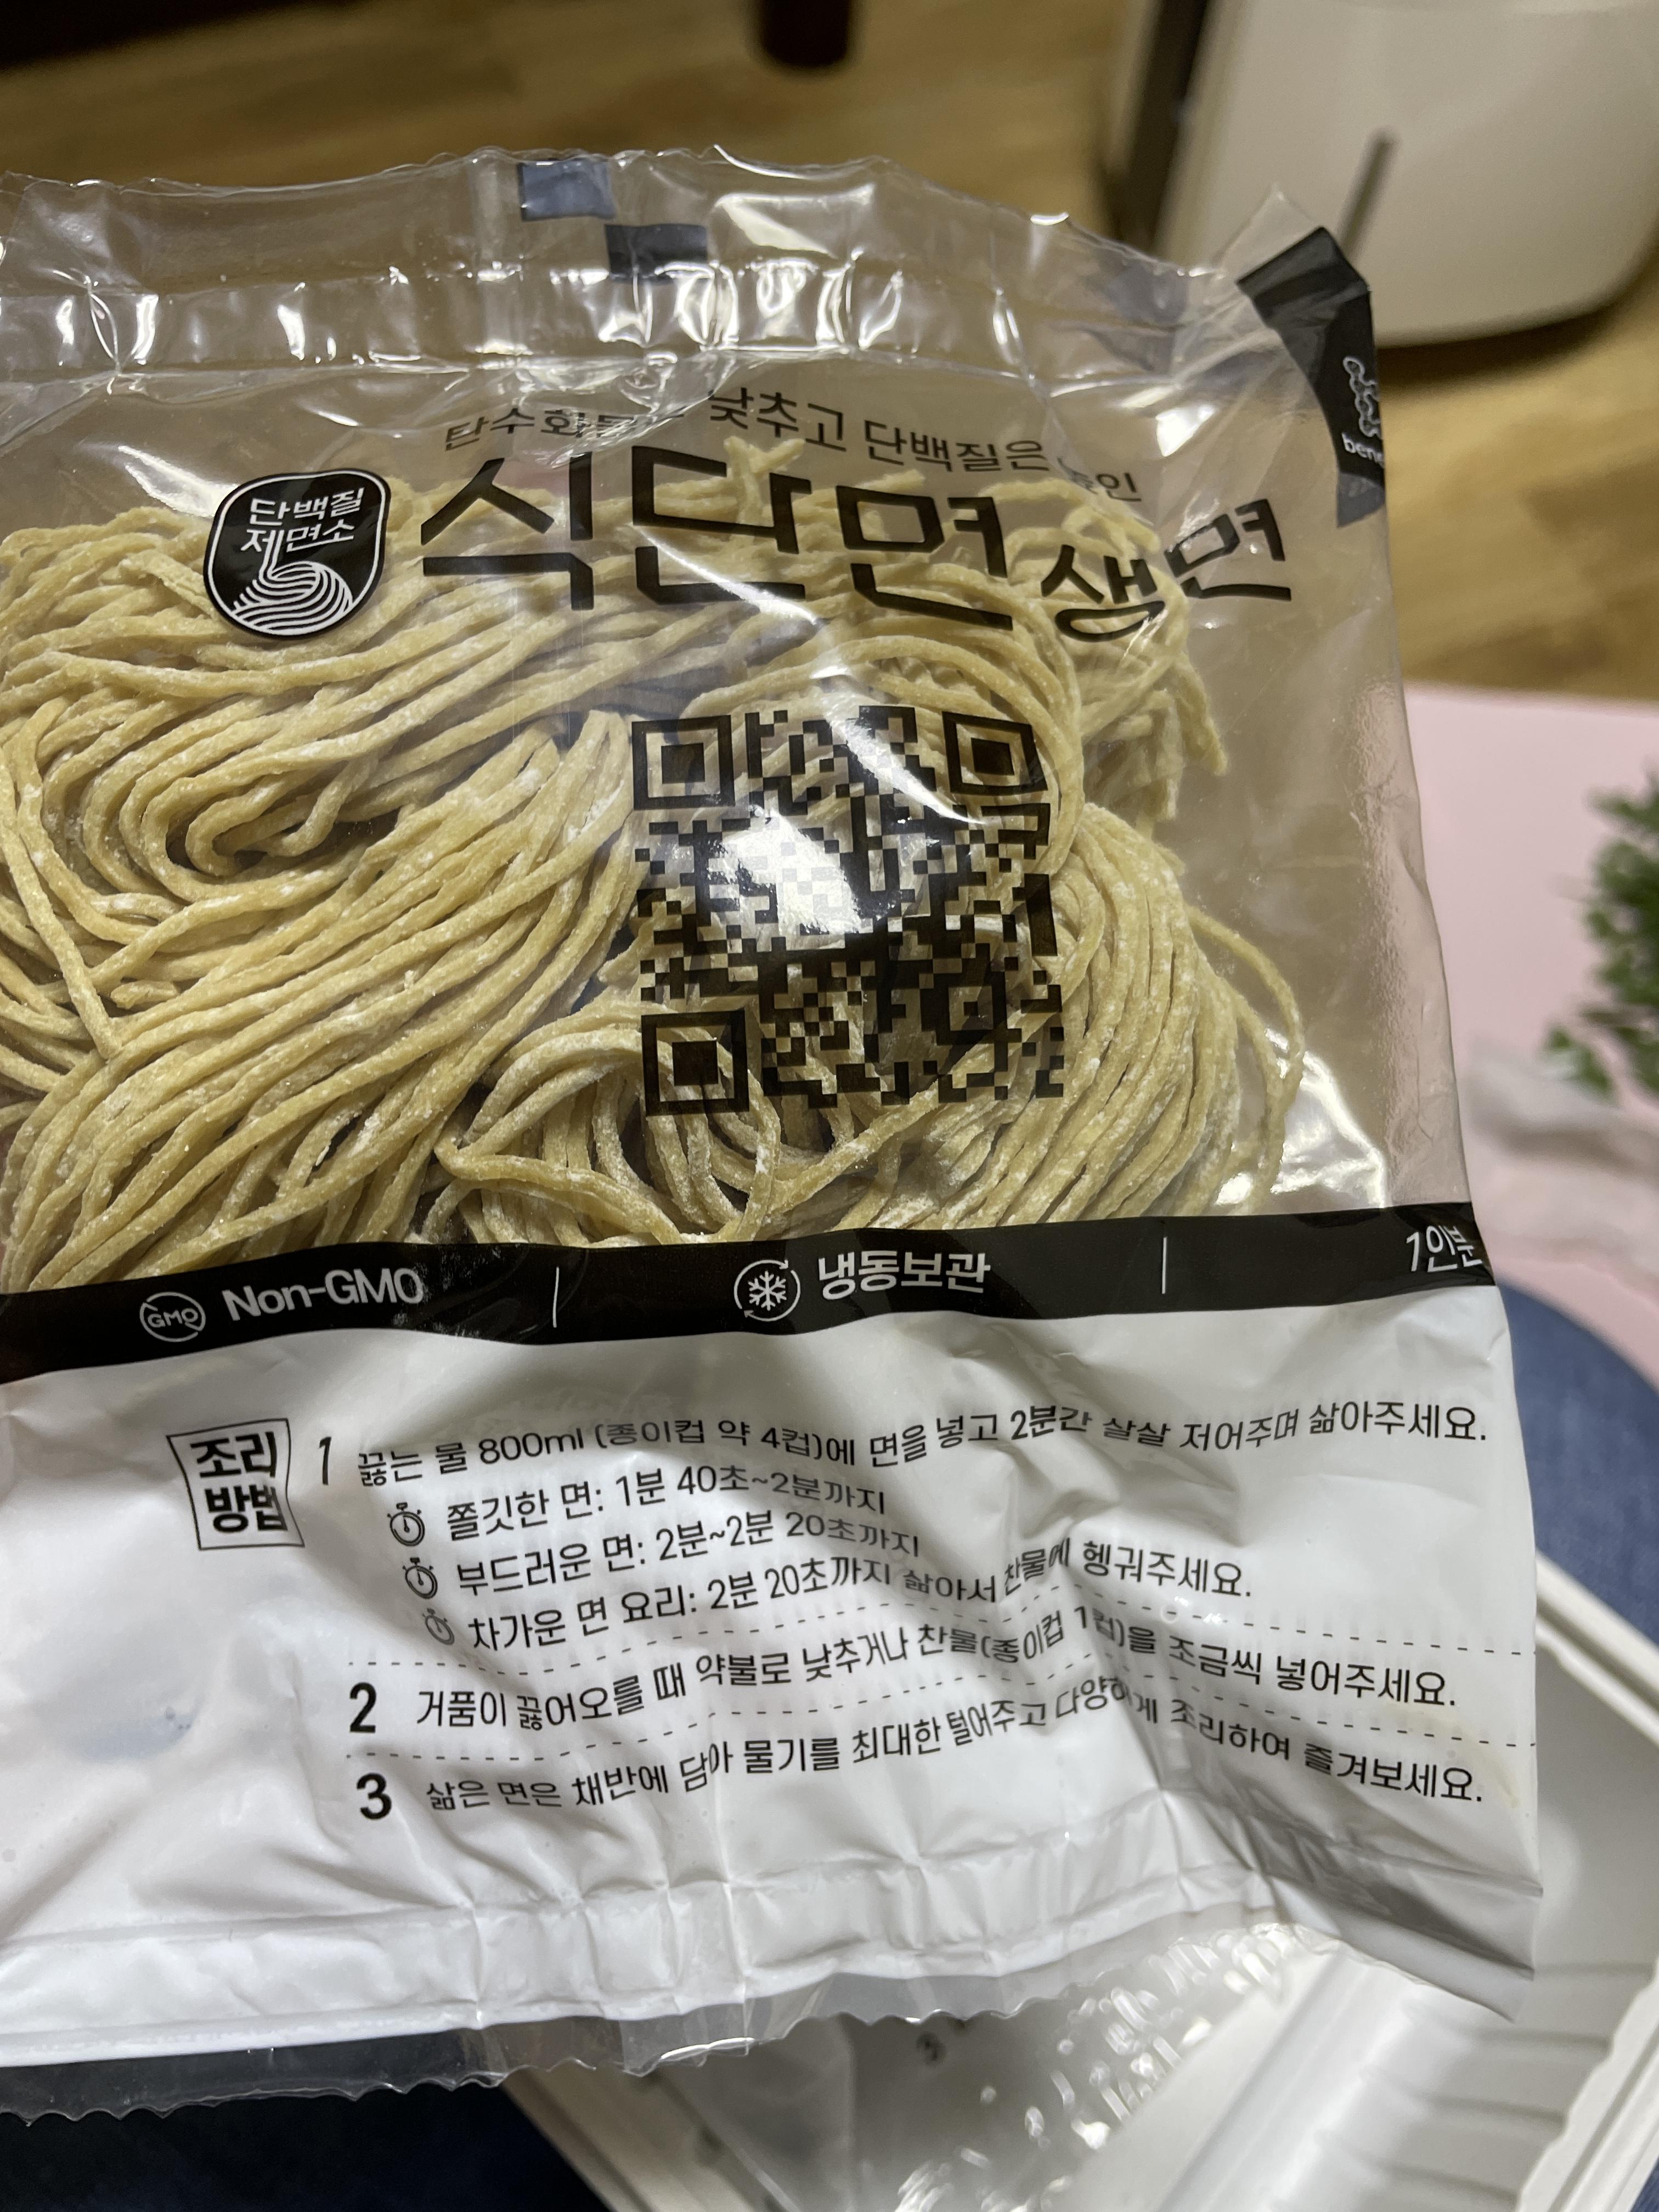 탄수화물은 낮추고 단백질은 높인
단백질
제면소
식단면 생면
bene
GMO Non-GMO
냉동보관
1인분
조리
방법
1 끓는 물 800ml (종이컵 약 4컵)에 면을 넣고 2분간 살살 저어주며 삶아주세요.
쫄깃한 면: 1분 40초~2분까지
부드러운 면: 2분~2분 20초까지
차가운 면 요리: 2분 20초까지 삶아서 찬물에 헹궈주세요.
2 거품이 끓어오를 때 약불로 낮추거나 찬물(종이컵 1컵)을 조금씩 넣어주세요.
3 삶은 면은 채반에 담아 물기를 최대한 털어주고 다양하게 조리하여 즐겨보세요.